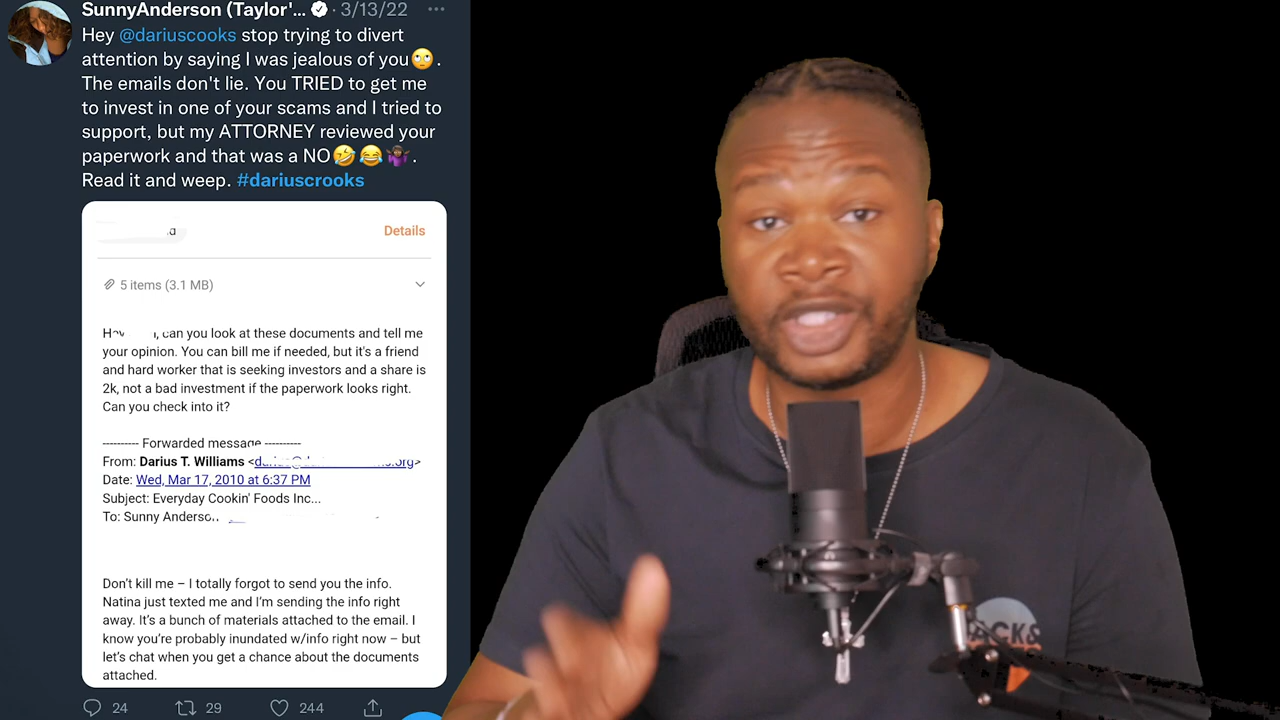 SunnyAnderson (Taylor'... · 3/13/22 ...
Hey @dariuscooks stop trying to divert
attention by saying I was jealous of you🙄.
The emails don't lie. You TRIED to get me
to invest in one of your scams and I tried to
support, but my ATTORNEY reviewed your
paperwork and that was a NO🤣😂🤷🏾‍♀️.
Read it and weep. #dariuscrooks
Details
5 items (3.1 MB)
can you look at these documents and tell me
your opinion. You can bill me if needed, but it's a friend
and hard worker that is seeking investors and a share is
2k, not a bad investment if the paperwork looks right.
Can you check into it?
---------- Forwarded message ----------
From: Darius T. Williams
Date: Wed, Mar 17, 2010 at 6:37 PM
Subject: Everyday Cookin' Foods Inc...
To: Sunny
Don't kill me – I totally forgot to send you the info.
Natina just texted me and I'm sending the info right
away. It's a bunch of materials attached to the email. I
know you're probably inundated w/info right now – but
let's chat when you get a chance about the documents
attached.
24 29 244